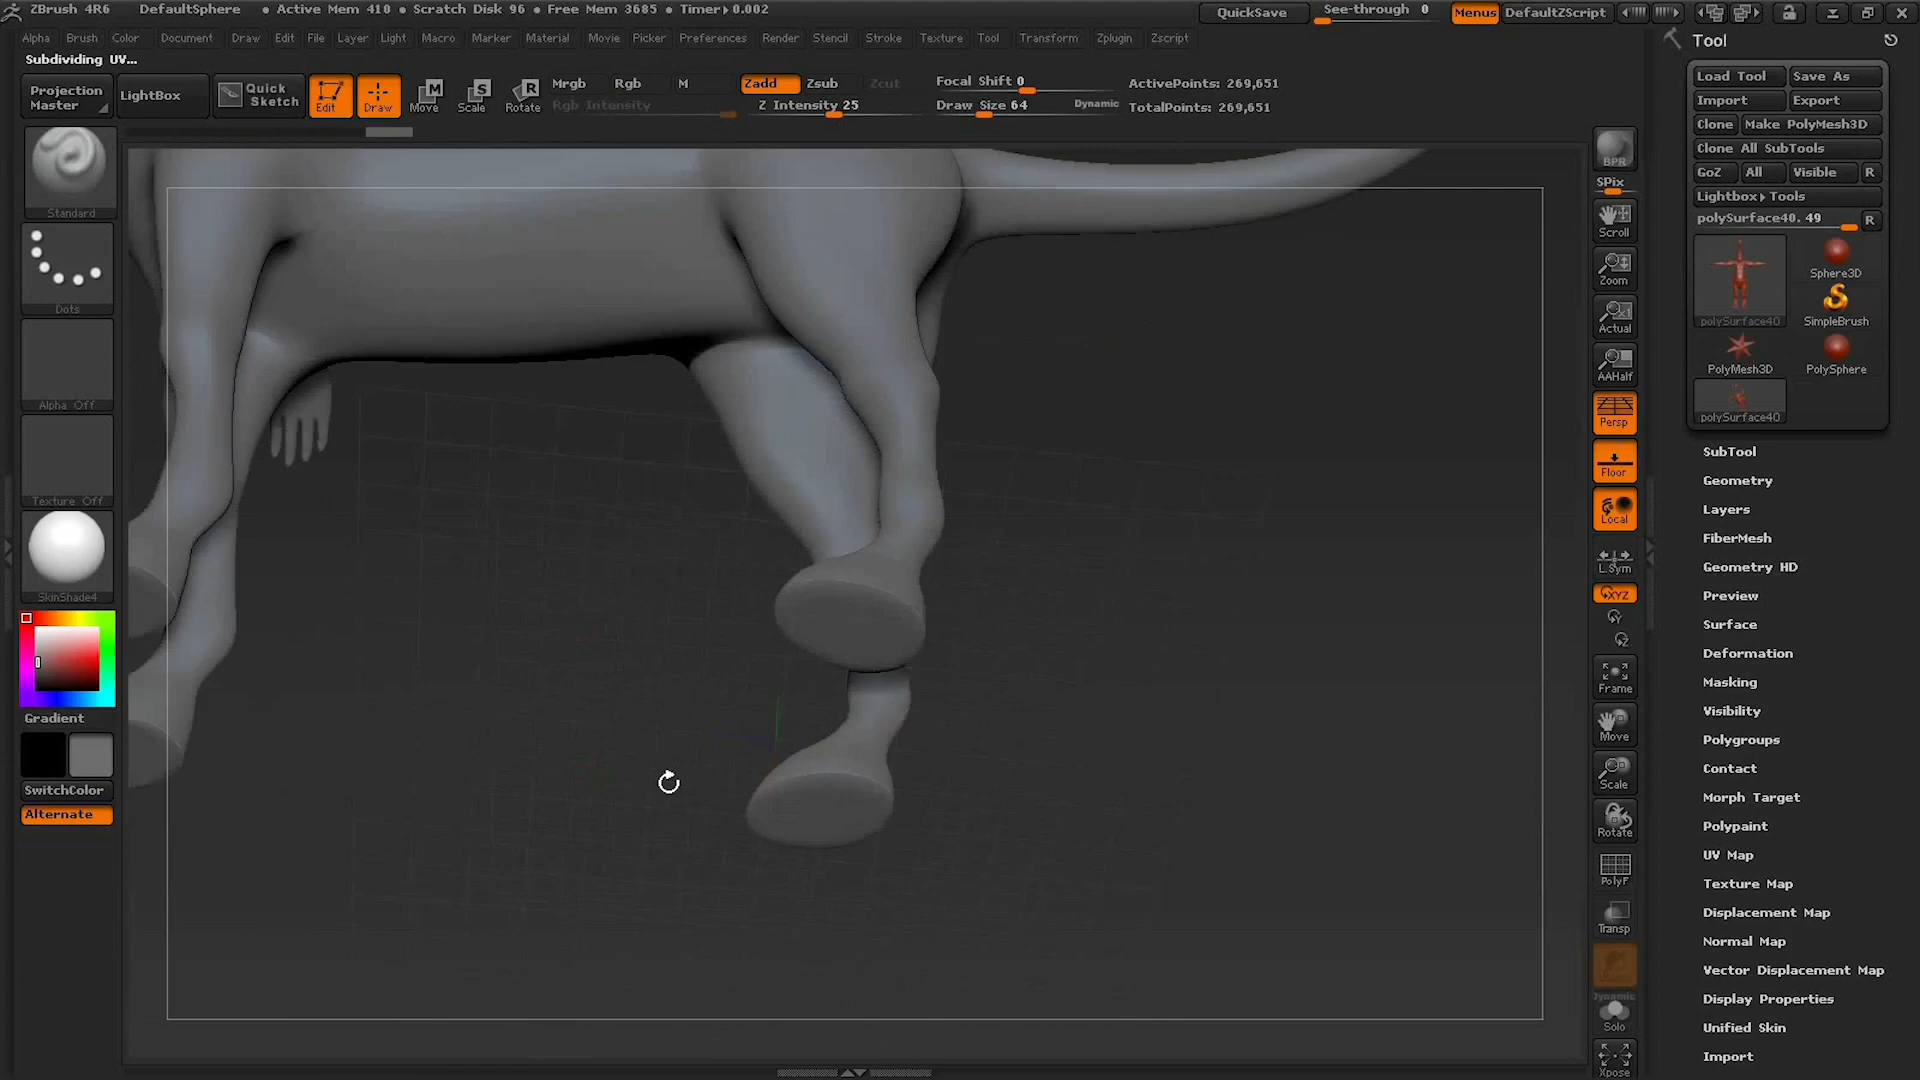 ZBrush 4R6 DefaultSphere • Active Mem 410 • Scratch Disk 96 • Free Mem 3685 • Timer▸0.002 QuickSave See-through 0 Menus DefaultZScript
Alpha Brush Color Document Draw Edit File Layer Light Macro Marker Material Movie Picker Preferences Render Stencil Stroke Texture Tool Transform Zplugin Zscript
Subdividing UV...
Projection Master
LightBox
Quick Sketch
Edit
Draw
Move
Scale
Rotate
Mrgb Rgb M
Rgb Intensity
Zadd Zsub Zcut
Z Intensity 25
Focal Shift 0
Draw Size 64
Dynamic
ActivePoints: 269,651
TotalPoints: 269,651
Standard
Dots
Alpha Off
Texture Off
SkinShade4
Gradient
SwitchColor
Alternate
BPR
SPix
Scroll
Zoom
Actual
AAHalf
Persp
Floor
Local
L.Sym
XYZ
Frame
Move
Scale
Rotate
PolyF
Transp
Dynamic
Solo
Xpose
Tool
Load Tool Save As
Import Export
Clone Make PolyMesh3D
Clone All SubTools
GoZ All Visible R
Lightbox▸Tools
polySurface40. 49 R
polySurface40
Sphere3D
SimpleBrush
PolyMesh3D
PolySphere
polySurface40
SubTool
Geometry
Layers
FiberMesh
Geometry HD
Preview
Surface
Deformation
Masking
Visibility
Polygroups
Contact
Morph Target
Polypaint
UV Map
Texture Map
Displacement Map
Normal Map
Vector Displacement Map
Display Properties
Unified Skin
Import